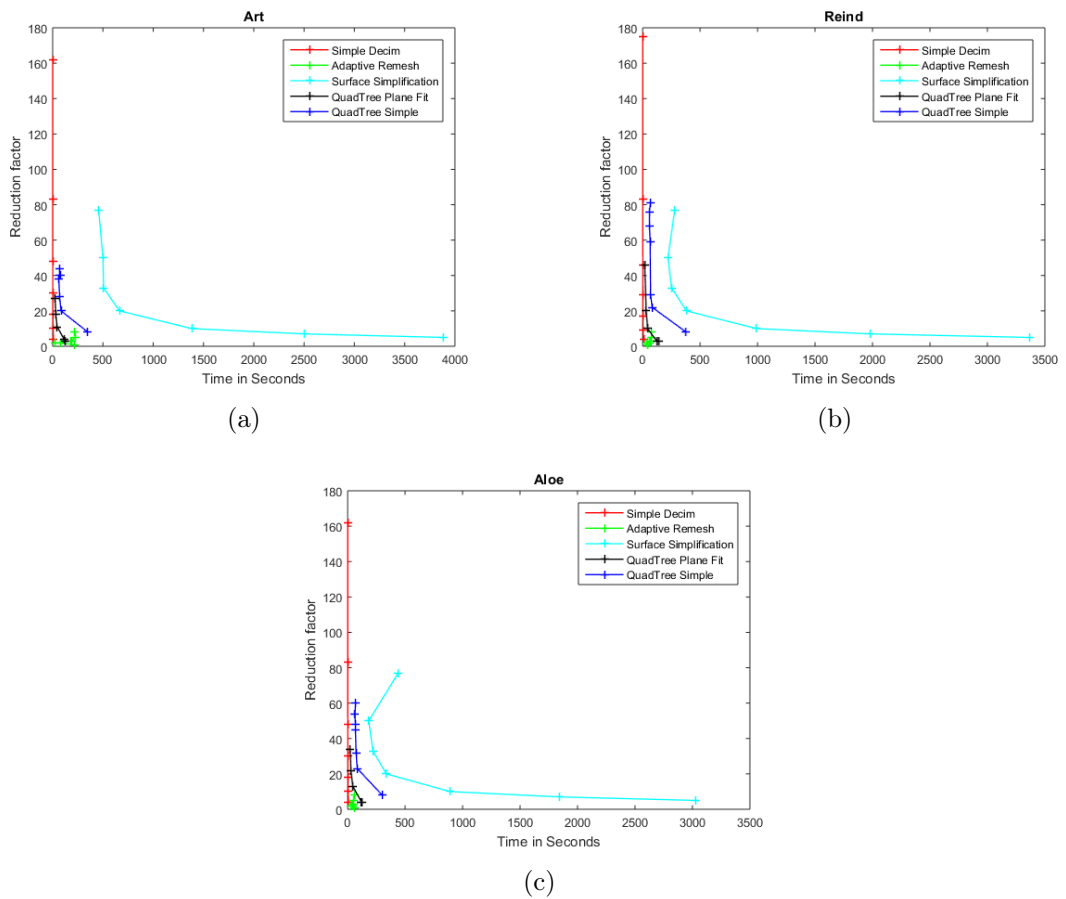 Art
180
160
140
120
100
80
60
40
20
0
Reduction factor
Simple Decim
Adaptive Remesh
Surface Simplification
QuadTree Plane Fit
QuadTree Simple
0 500 1000 1500 2000 2500 3000 3500 4000
Time in Seconds
(a)
Reind
180
160
140
120
100
80
60
40
20
0
Reduction factor
Simple Decim
Adaptive Remesh
Surface Simplification
QuadTree Plane Fit
QuadTree Simple
0 500 1000 1500 2000 2500 3000 3500
Time in Seconds
(b)
Aloe
180
160
140
120
100
80
60
40
20
0
Reduction factor
Simple Decim
Adaptive Remesh
Surface Simplification
QuadTree Plane Fit
QuadTree Simple
0 500 1000 1500 2000 2500 3000 3500
Time in Seconds
(c)